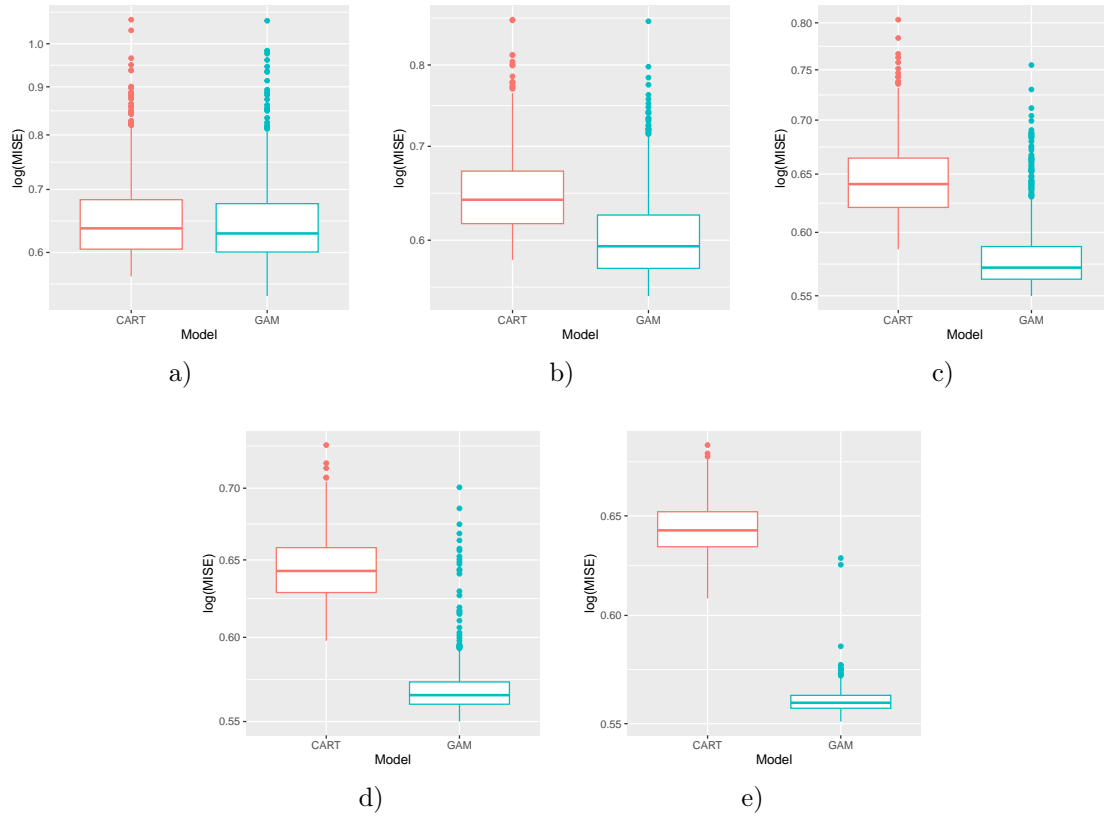 log(MISE)
1.0
0.9
0.8
0.7
0.6
CART
GAM
Model
a)
log(MISE)
0.8
0.7
0.6
CART
GAM
Model
b)
log(MISE)
0.80
0.75
0.70
0.65
0.60
0.55
CART
GAM
Model
c)
log(MISE)
0.70
0.65
0.60
0.55
CART
GAM
Model
d)
log(MISE)
0.65
0.60
0.55
CART
GAM
Model
e)